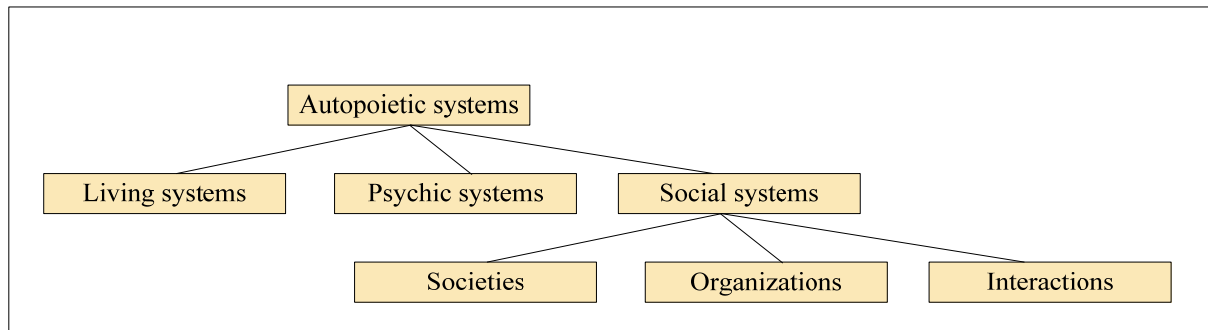 Autopoietic systems
Living systems
Psychic systems
Social systems
Societies
Organizations
Interactions